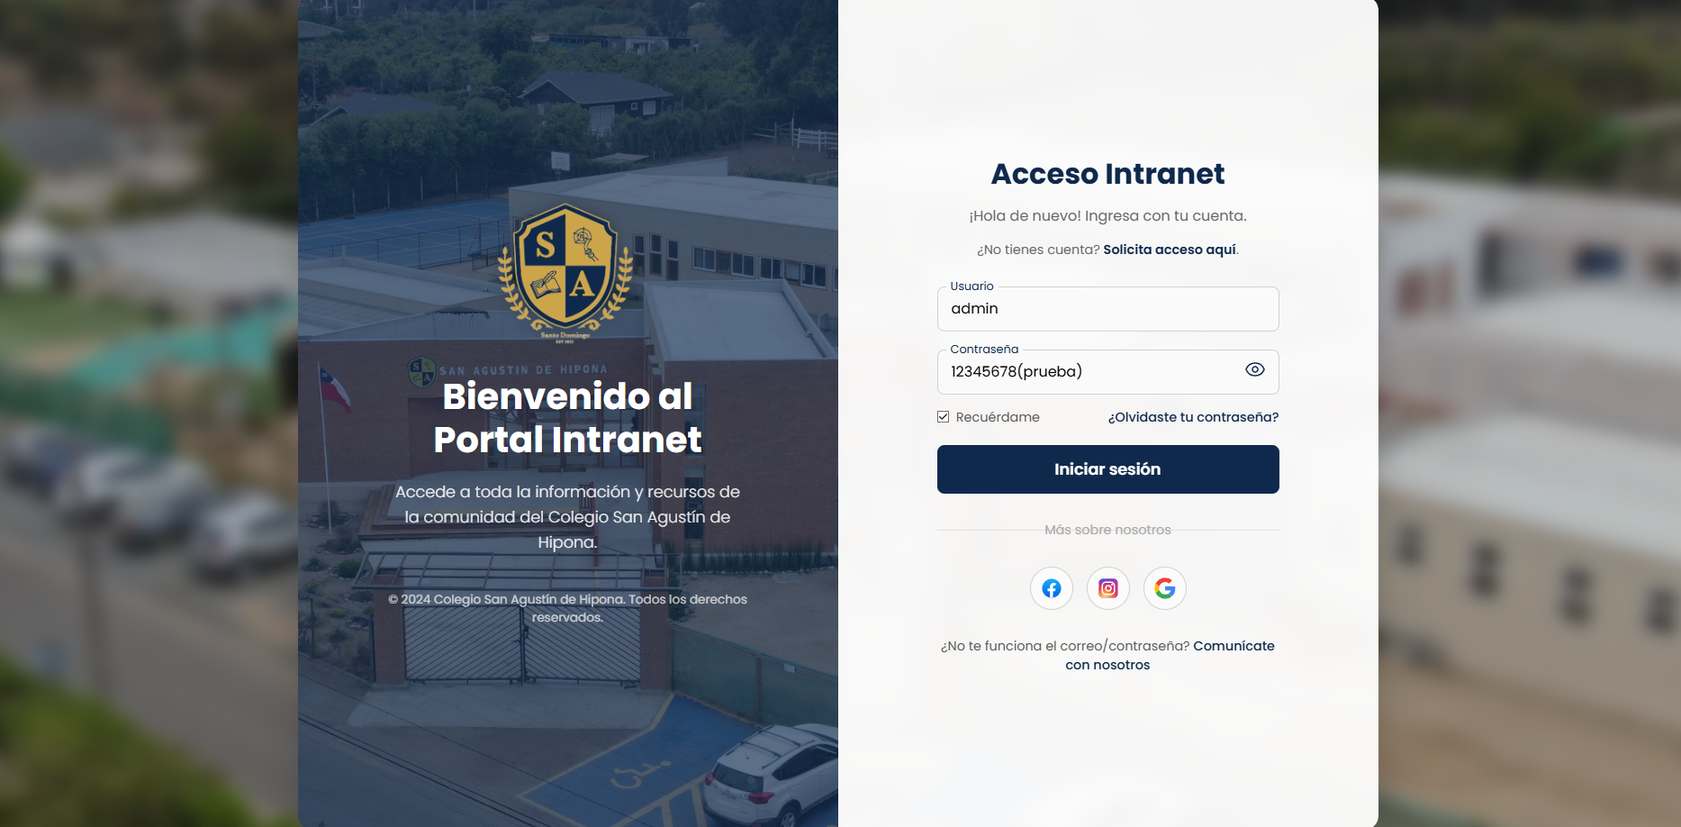 S
A
Santo Domingo
SAN AGUSTIN DE HIPONA
Bienvenido al
Portal Intranet
Accede a toda la información y recursos de
la comunidad del Colegio San Agustín de
Hipona.
© 2024 Colegio San Agustín de Hipona. Todos los derechos
reservados.
Acceso Intranet
¡Hola de nuevo! Ingresa con tu cuenta.
¿No tienes cuenta? Solicita acceso aquí.
Usuario
admin
Contraseña
12345678(prueba)
Recuérdame
¿Olvidaste tu contraseña?
Iniciar sesión
Más sobre nosotros
¿No te funciona el correo/contraseña? Comunícate
con nosotros